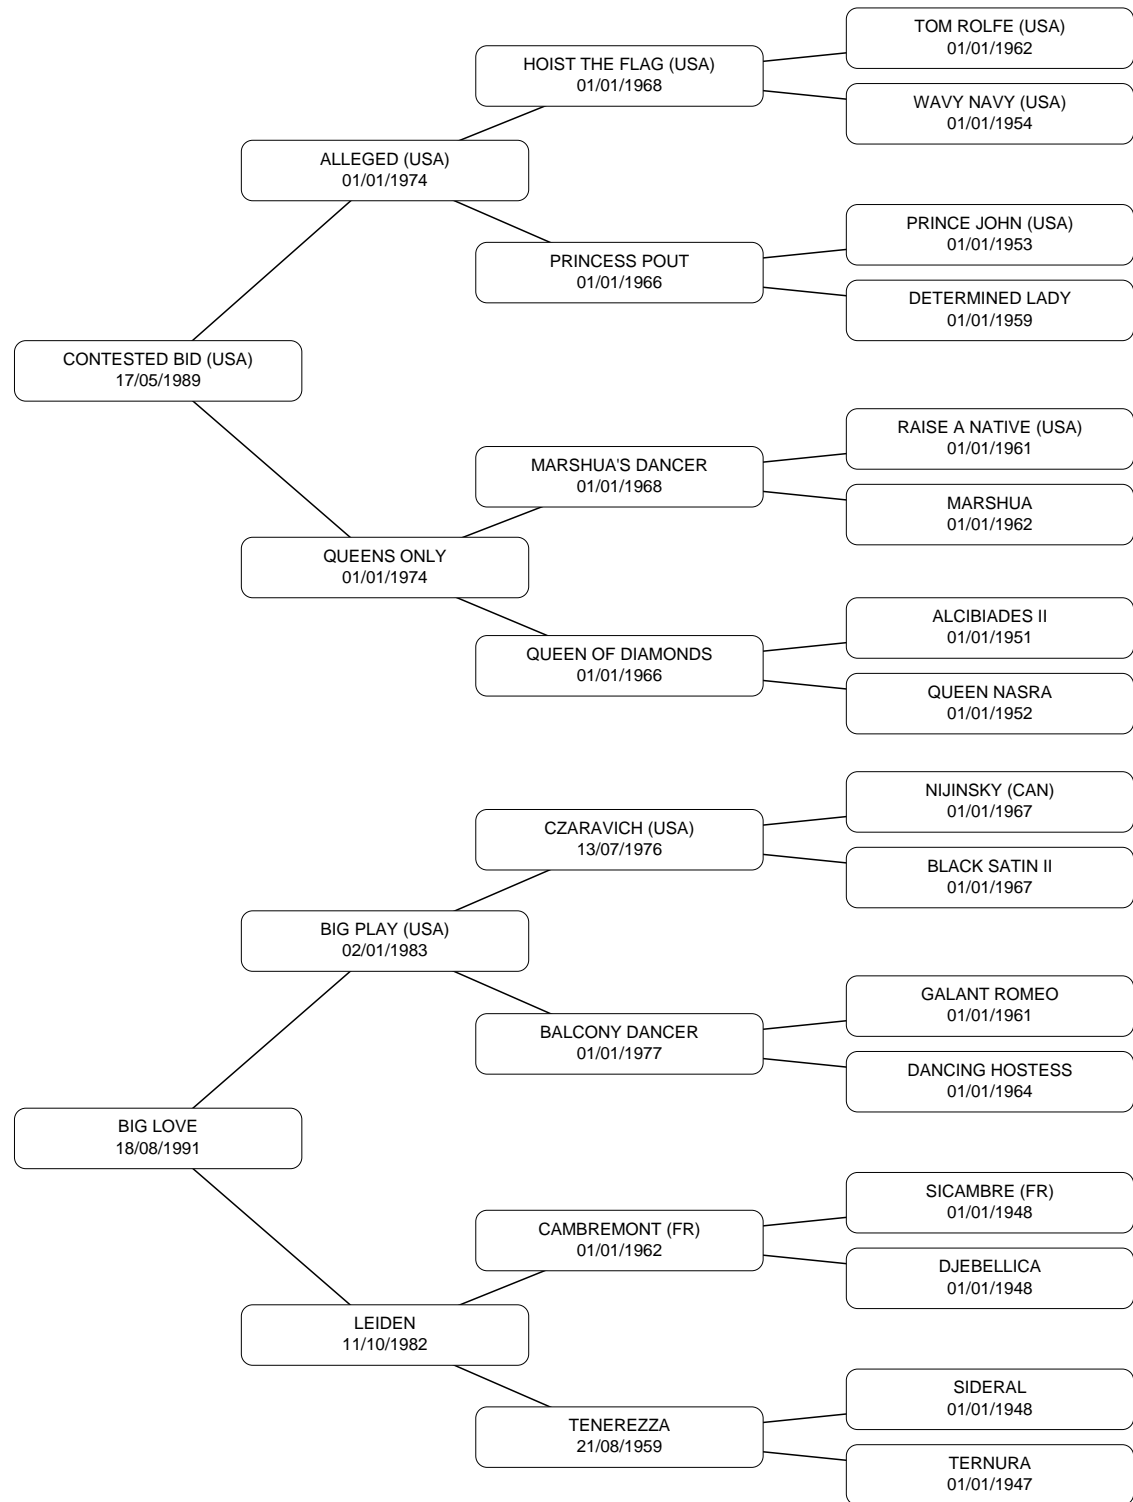 TOM ROLFE (USA)
01/01/1962
HOIST THE FLAG (USA)
01/01/1968
WAVY NAVY (USA)
01/01/1954
ALLEGED (USA)
01/01/1974
PRINCE JOHN (USA)
01/01/1953
PRINCESS POUT
01/01/1966
DETERMINED LADY
01/01/1959
CONTESTED BID (USA)
17/05/1989
RAISE A NATIVE (USA)
01/01/1961
MARSHUA'S DANCER
01/01/1968
MARSHUA
01/01/1962
QUEENS ONLY
01/01/1974
ALCIBIADES II
01/01/1951
QUEEN OF DIAMONDS
01/01/1966
QUEEN NASRA
01/01/1952
NIJINSKY (CAN)
01/01/1967
CZARAVICH (USA)
13/07/1976
BLACK SATIN II
01/01/1967
BIG PLAY (USA)
02/01/1983
GALANT ROMEO
01/01/1961
BALCONY DANCER
01/01/1977
DANCING HOSTESS
01/01/1964
BIG LOVE
18/08/1991
SICAMBRE (FR)
01/01/1948
CAMBREMONT (FR)
01/01/1962
DJEBELLICA
01/01/1948
LEIDEN
11/10/1982
SIDERAL
01/01/1948
TENEREZZA
21/08/1959
TERNURA
01/01/1947